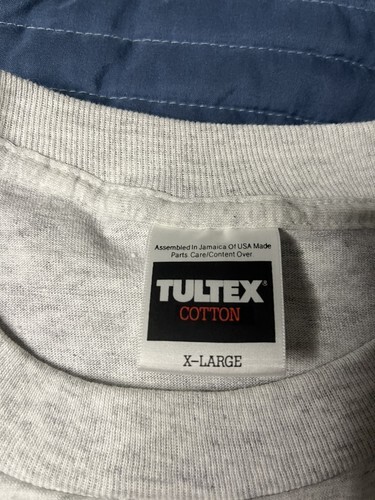 Assembled In Jamaica Of USA Made
Parts. Care/Content Over.
TULTEX®
COTTON
X-LARGE